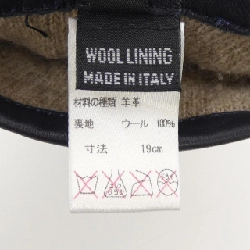 WOOL LINING
MADE IN ITALY
材料の種類 羊革
裏地 ウール 100%
寸法 19cm